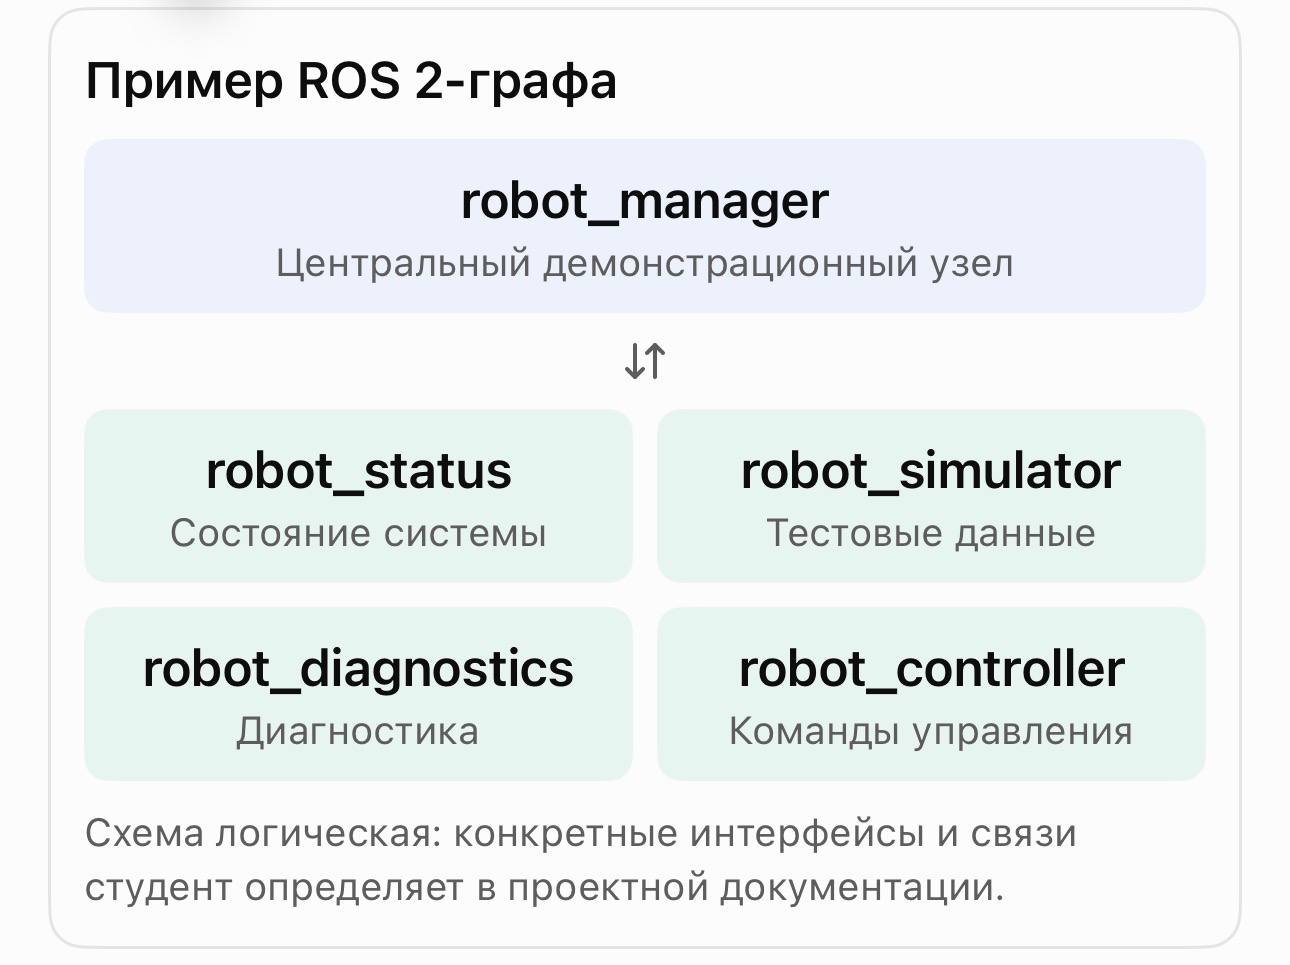 Пример ROS 2-графа
robot_manager
Центральный демонстрационный узел
robot_status
Состояние системы
robot_simulator
Тестовые данные
robot_diagnostics
Диагностика
robot_controller
Команды управления
Схема логическая: конкретные интерфейсы и связи
студент определяет в проектной документации.